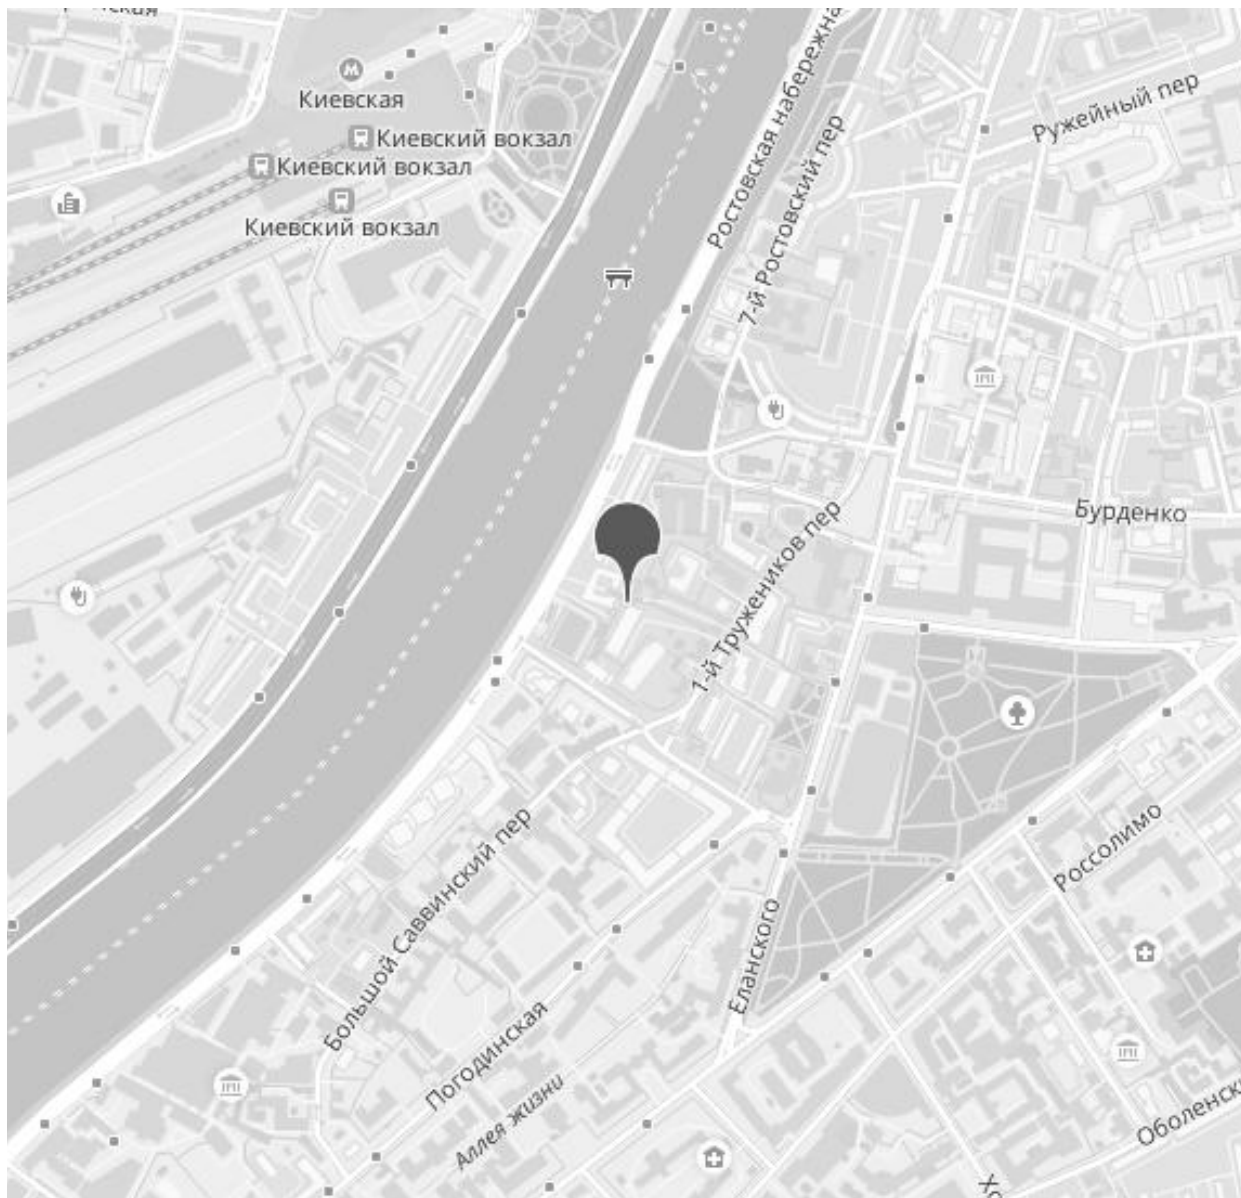 Киевская
Киевский вокзал
Киевский вокзал
Киевский вокзал
Ростовская набережна
7-й Ростовский пер
Ружейный пер
Бурденко
1-й Тружеников пер
Россолимо
Большой Саввинский пер
Еланского
Погодинская
Аллея жизни
Оболенск